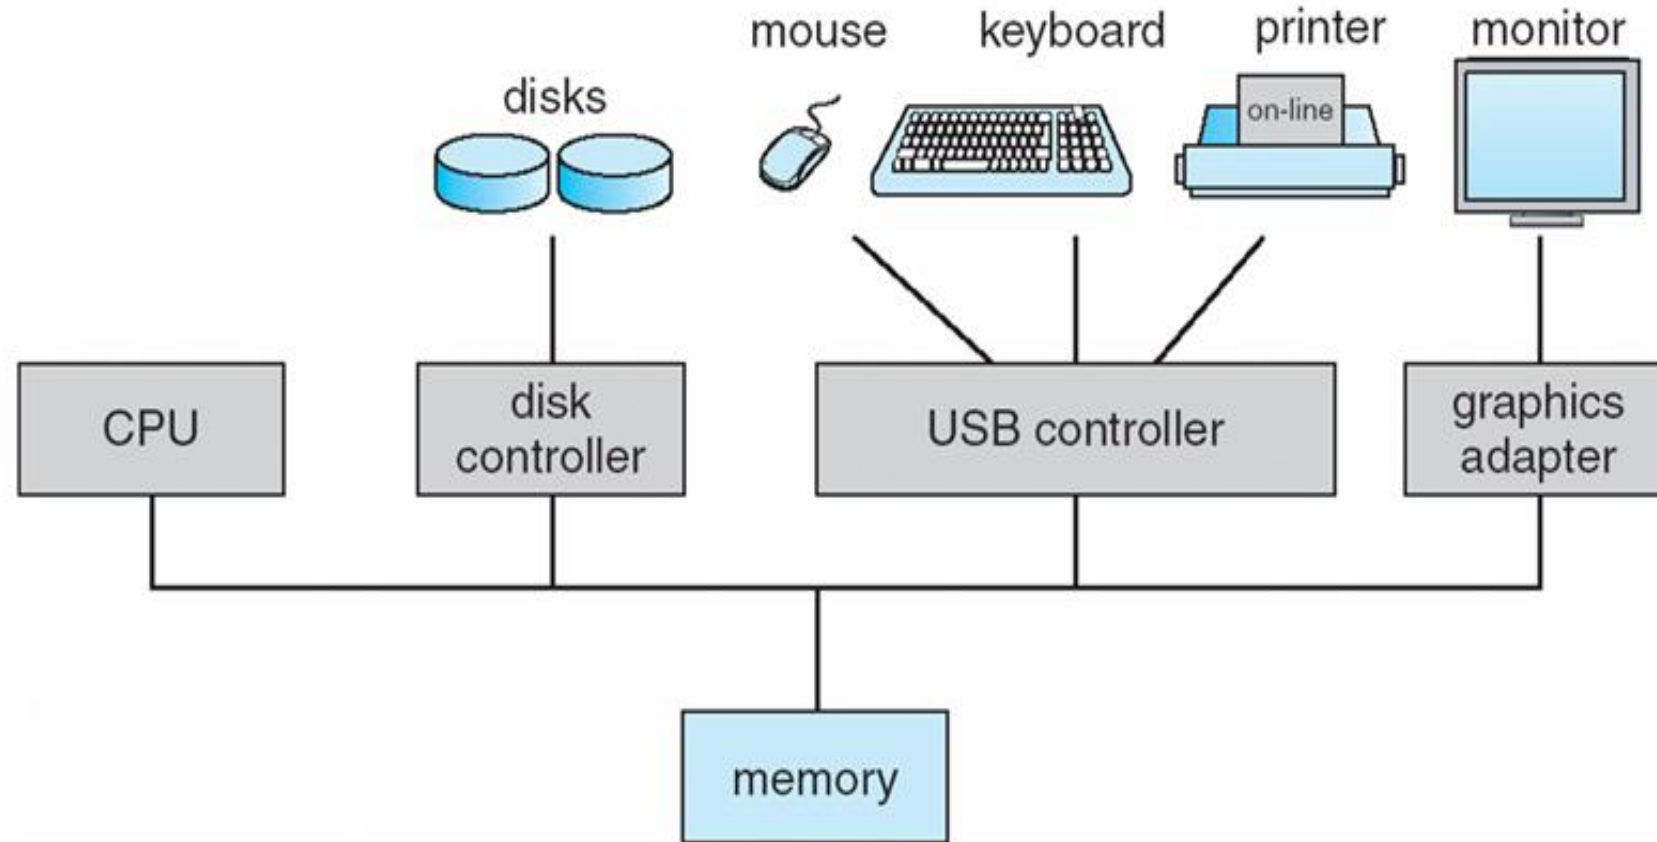 mouse
keyboard
printer
monitor
disks
on-line
CPU
disk
controller
USB controller
graphics
adapter
memory